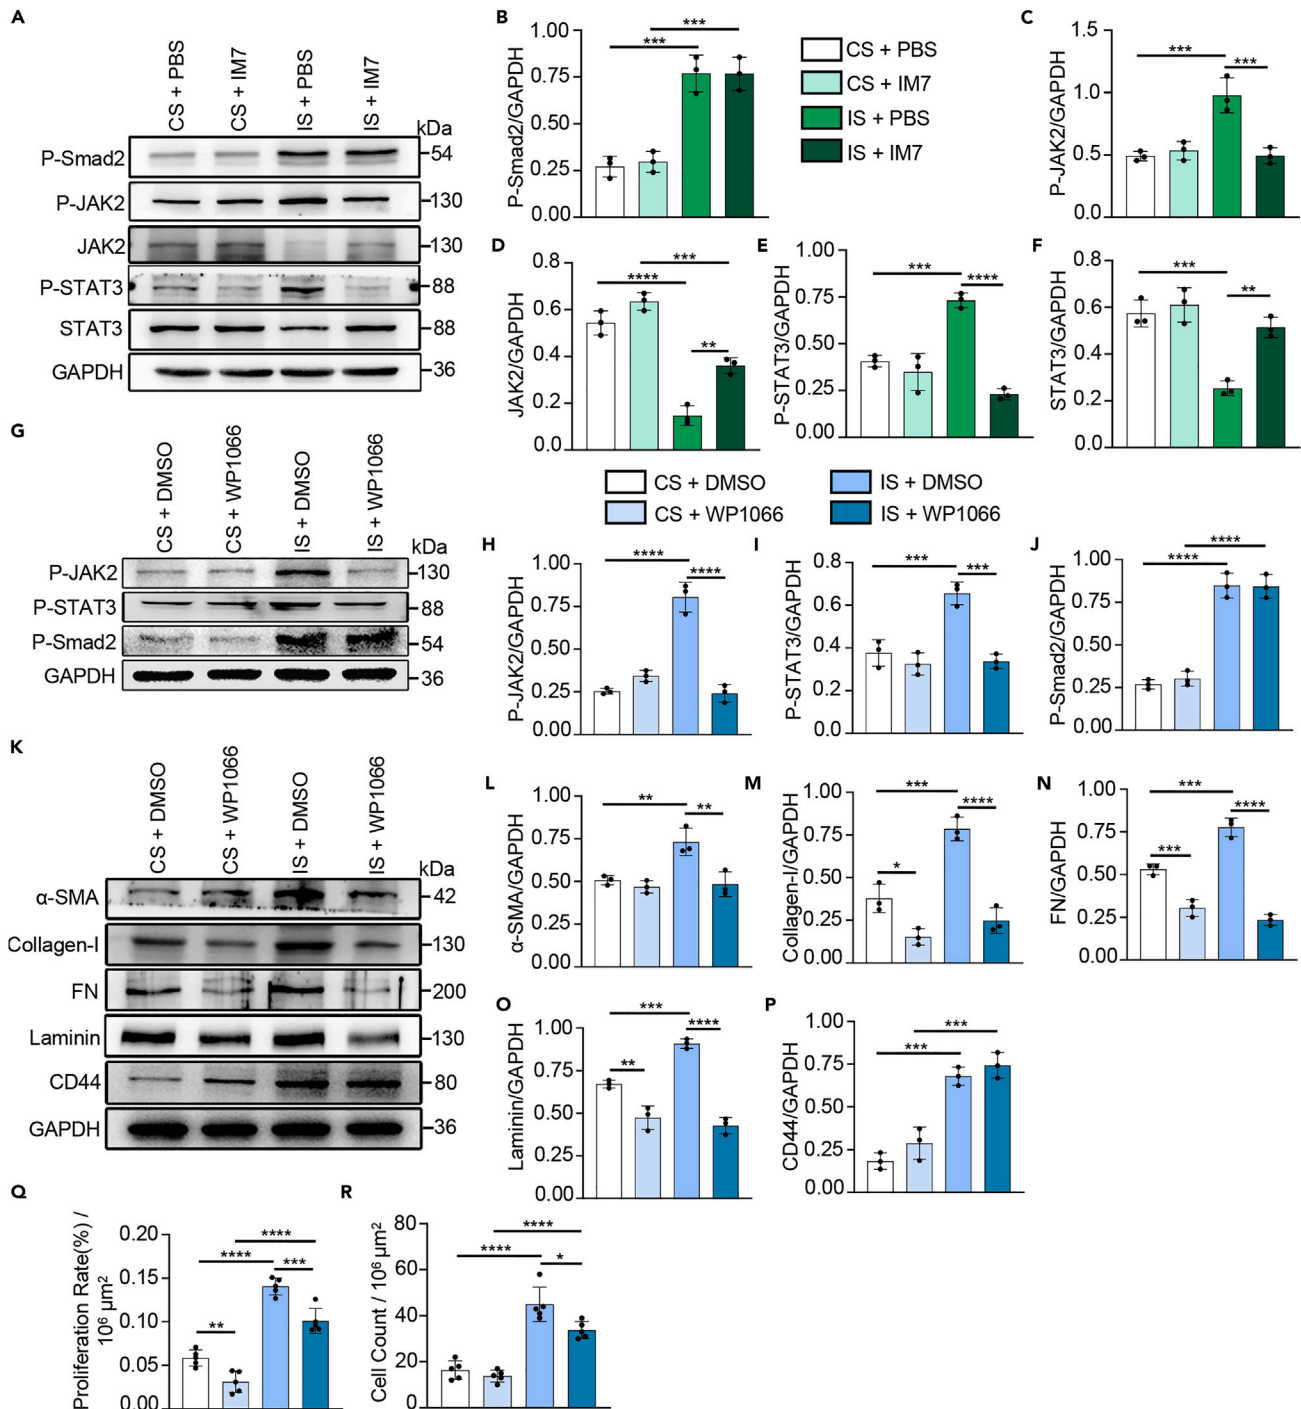 A
CS + PBS
CS + IM7
IS + PBS
IS + IM7
kDa
P-Smad2
54
P-JAK2
130
JAK2
130
P-STAT3
88
STAT3
88
GAPDH
36
B
P-Smad2/GAPDH
1.00
0.75
0.50
0.25
0.00
***
***
CS + PBS
CS + IM7
IS + PBS
IS + IM7
C
P-JAK2/GAPDH
1.5
1.0
0.5
0.0
***
***
D
JAK2/GAPDH
0.8
0.6
0.4
0.2
0.0
***
****
**
E
P-STAT3/GAPDH
1.00
0.75
0.50
0.25
0.00
***
****
F
STAT3/GAPDH
0.8
0.6
0.4
0.2
0.0
***
**
G
CS + DMSO
CS + WP1066
IS + DMSO
IS + WP1066
kDa
P-JAK2
130
P-STAT3
88
P-Smad2
54
GAPDH
36
CS + DMSO
IS + DMSO
CS + WP1066
IS + WP1066
H
P-JAK2/GAPDH
1.00
0.75
0.50
0.25
0.00
****
****
I
P-STAT3/GAPDH
0.8
0.6
0.4
0.2
0.0
***
***
J
P-Smad2/GAPDH
1.00
0.75
0.50
0.25
0.00
****
****
K
CS + DMSO
CS + WP1066
IS + DMSO
IS + WP1066
kDa
α-SMA
42
Collagen-I
130
FN
200
Laminin
130
CD44
80
GAPDH
36
L
α-SMA/GAPDH
1.00
0.75
0.50
0.25
0.00
**
**
M
Collagen-I/GAPDH
1.00
0.75
0.50
0.25
0.00
***
****
*
N
FN/GAPDH
1.00
0.75
0.50
0.25
0.00
***
****
***
O
Laminin/GAPDH
1.00
0.75
0.50
0.25
0.00
***
****
**
P
CD44/GAPDH
1.00
0.75
0.50
0.25
0.00
***
***
Q
Proliferation Rate(%) /
10⁶ µm²
0.20
0.15
0.10
0.05
0.00
****
****
***
**
R
Cell Count / 10⁶ µm²
80
60
40
20
0
****
****
*